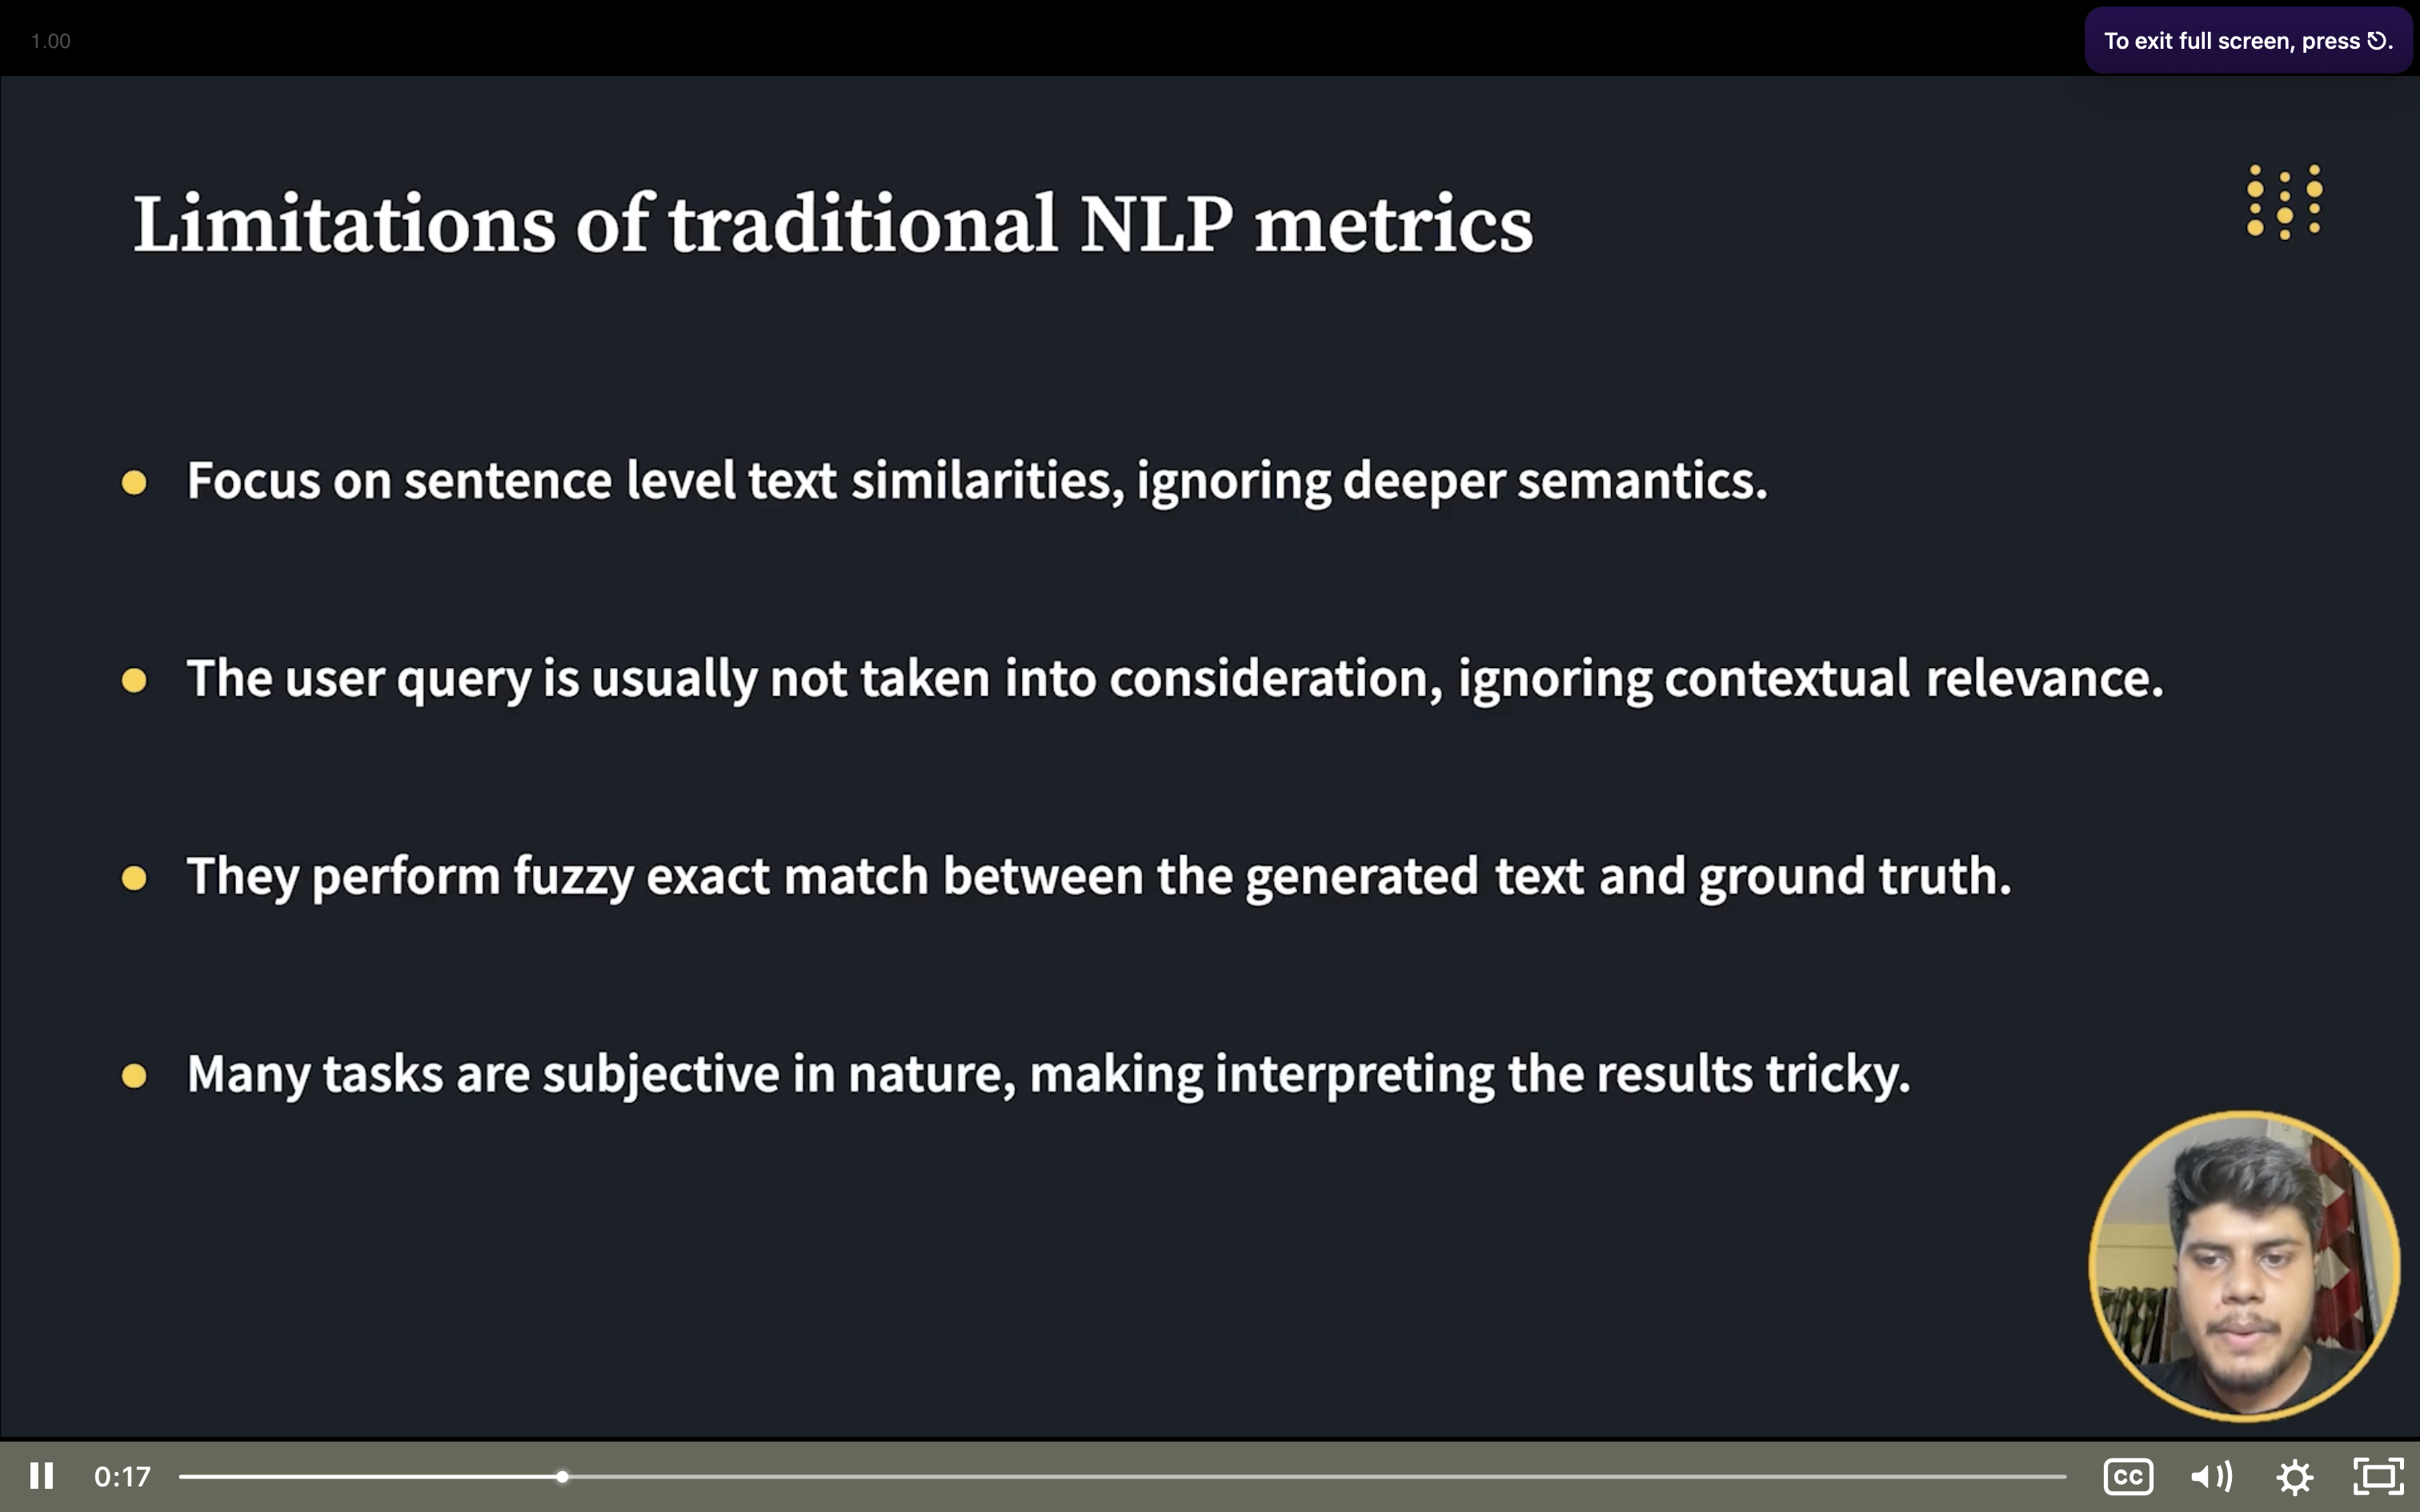 1.00
To exit full screen, press
Limitations of traditional NLP metrics
Focus on sentence level text similarities, ignoring deeper semantics.
The user query is usually not taken into consideration, ignoring contextual relevance.
They perform fuzzy exact match between the generated text and ground truth.
Many tasks are subjective in nature, making interpreting the results tricky.
0:17
CC